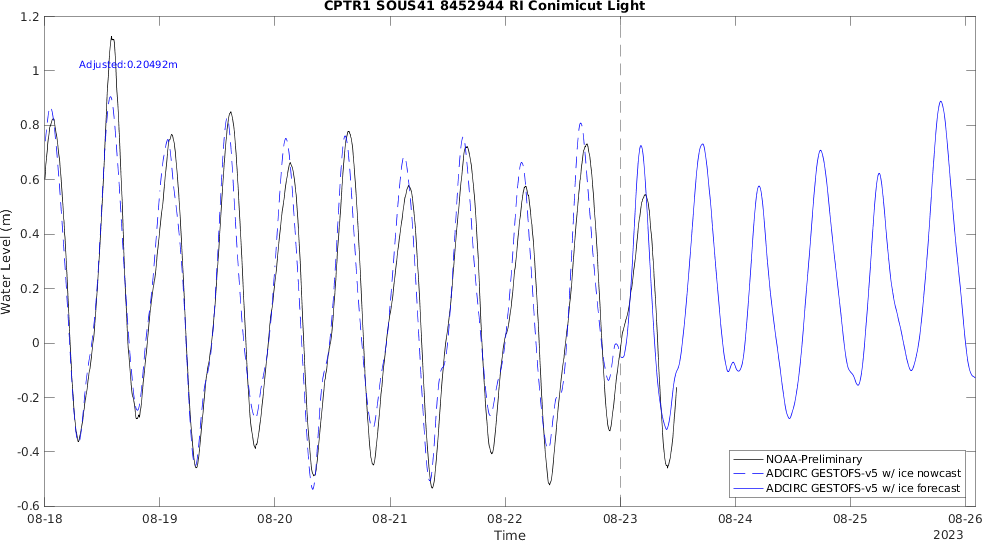 CPTR1 SOUS41 8452944 RI Conimicut Light
1.2
1
0.8
0.6
0.4
0.2
0
-0.2
-0.4
-0.6
Water Level (m)
Adjusted:0.20492m
NOAA-Preliminary
ADCIRC GESTOFS-v5 w/ ice nowcast
ADCIRC GESTOFS-v5 w/ ice forecast
08-18 08-19 08-20 08-21 08-22 08-23 08-24 08-25 08-26
Time
2023